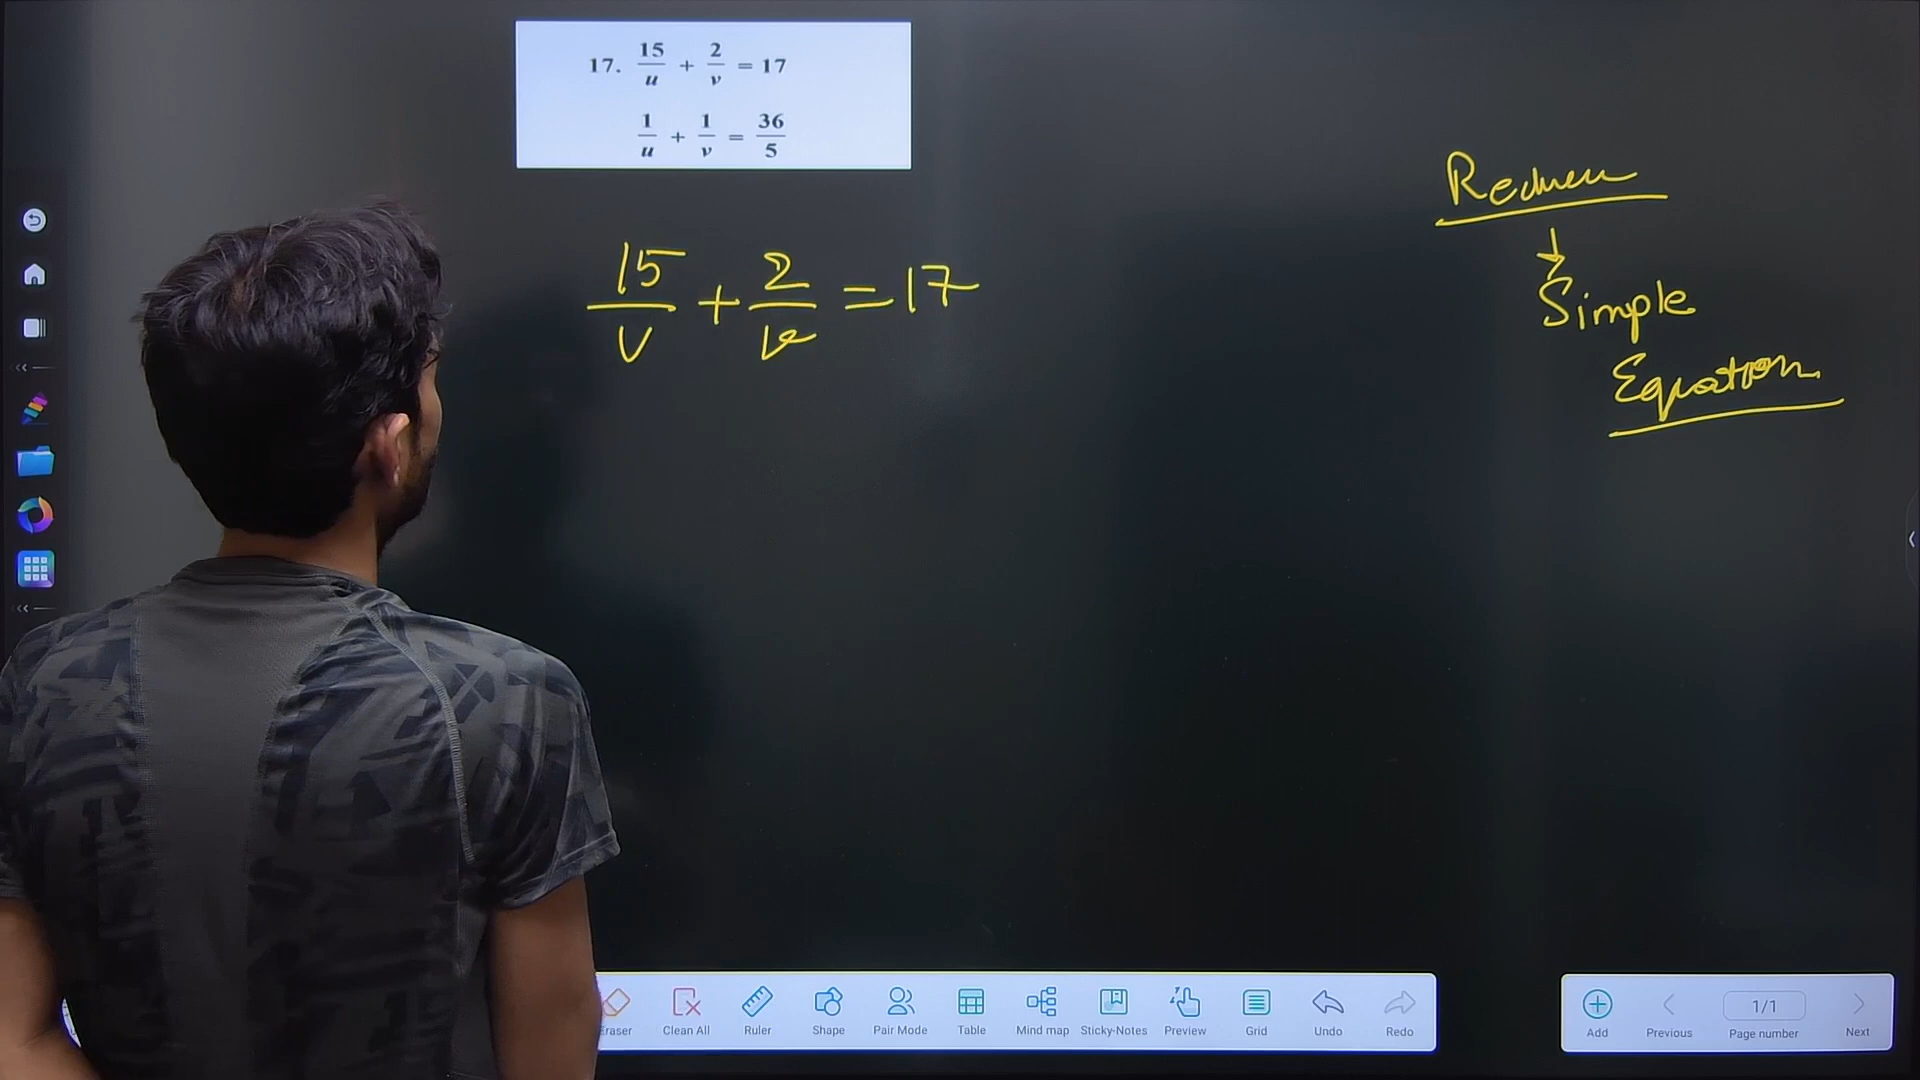 17. 15/u + 2/v = 17
1/u + 1/v = 36/5
15/v + 2/v = 17
Simple
Equation
Eraser
Clean All
Ruler
Shape
Pair Mode
Table
Mind map
Sticky-Notes
Preview
Grid
Undo
Redo
Add
Previous
1/1
Page number
Next